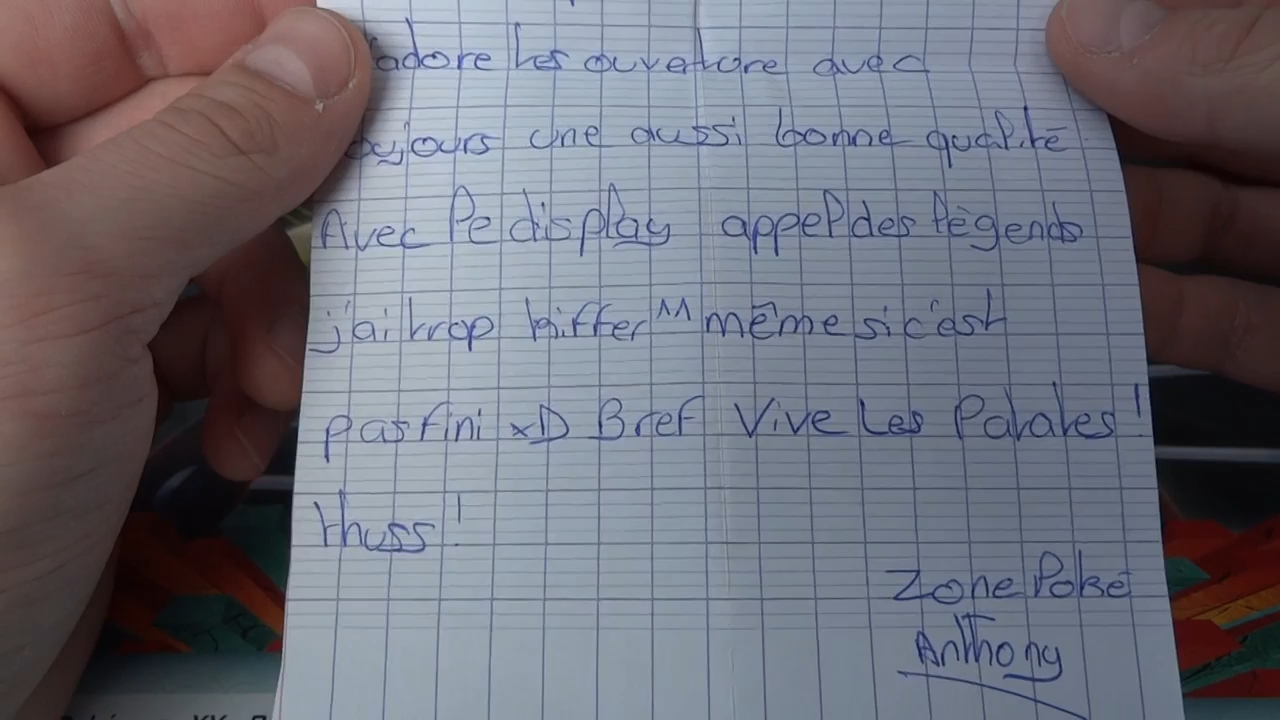 adore les ouverture avec
oujours une aussi bonne qualité
Avec le display appel des légends
j'ai trop kiffer ^^ même si c'est
pas fini xD Bref Vive les Patates !
thuss !
Zone Poké
Anthony